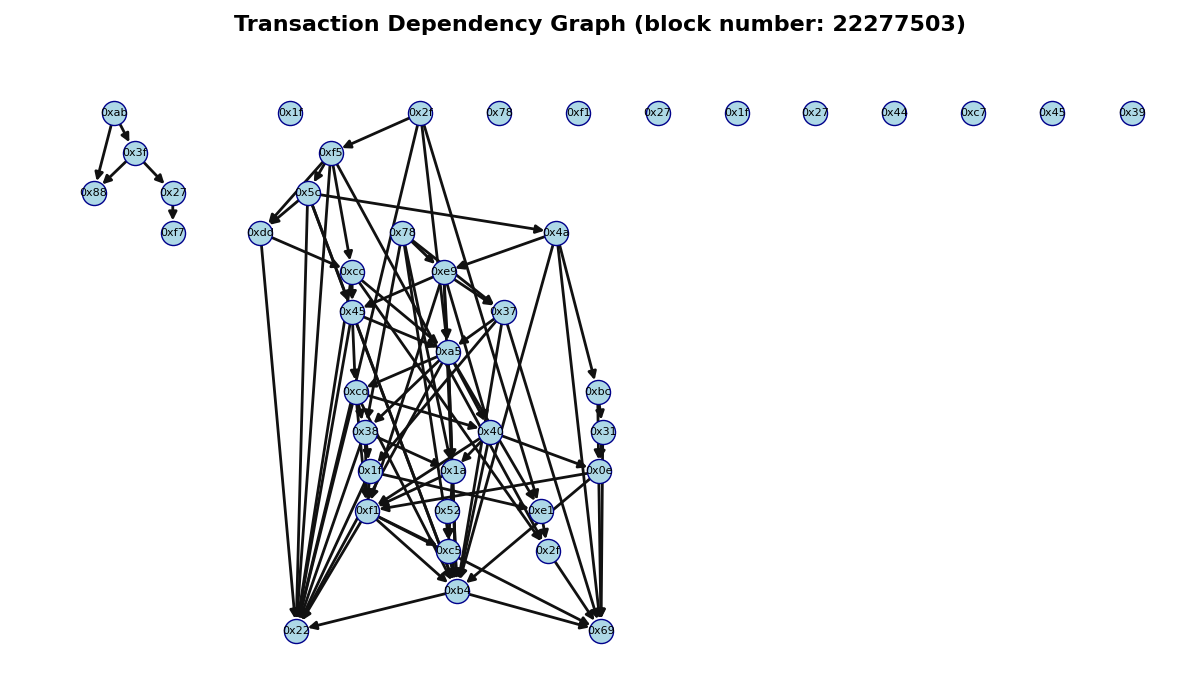 Transaction Dependency Graph (block number: 22277503)
0xab 0x1f 0x2f 0x78 0xf1 0x27 0x1f 0x27 0x44 0xc7 0x45 0x39
0x3f 0xf5
0x88 0x27 0x5c
0xf7 0xdd 0x78 0x4a
0xcc 0xe9
0x45 0x37
0xa5
0xbc
0x38 0x40 0x31
0x1f 0x1a 0x0e
0xf1 0x52 0xe1
0xc5 0x2f
0xb4
0x22 0x69